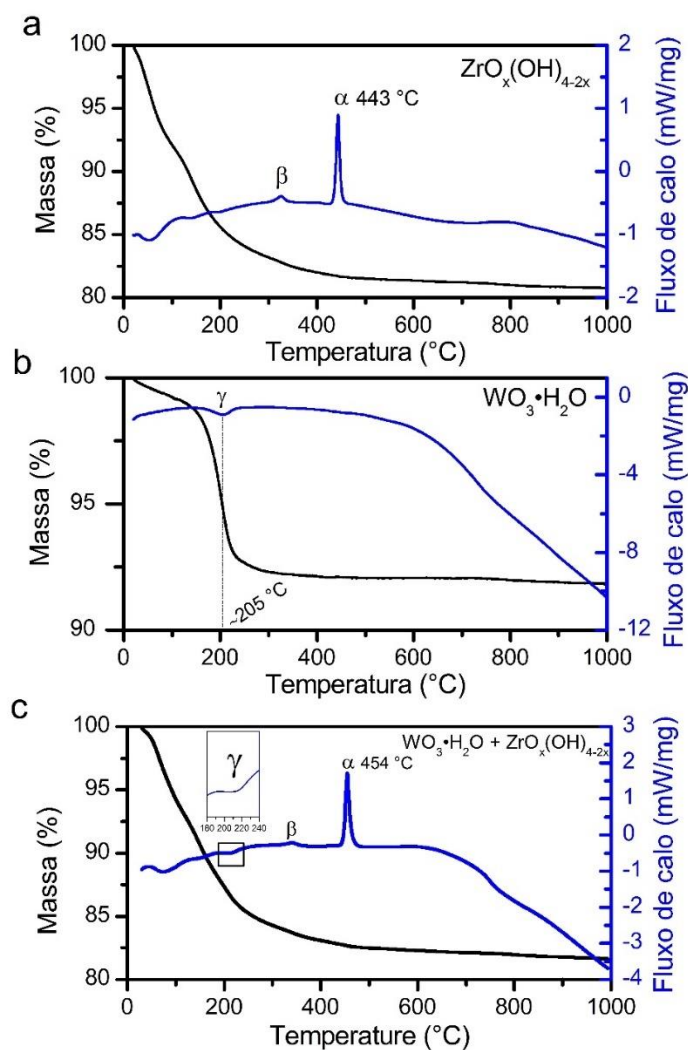 a
100
95
90
85
80
Massa (%)
ZrOₓ(OH)₄₋₂ₓ
α 443 °C
β
2
1
0
-1
-2
Fluxo de calo (mW/mg)
0 200 400 600 800 1000
Temperatura (°C)
b
100
95
90
Massa (%)
γ
WO₃•H₂O
~205 °C
0
-4
-8
-12
Fluxo de calo (mW/mg)
0 200 400 600 800 1000
Temperatura (°C)
c
100
95
90
85
80
Massa (%)
γ
180 200 220 240
WO₃•H₂O + ZrOₓ(OH)₄₋₂ₓ
α 454 °C
β
3
2
1
0
-1
-2
-3
-4
Fluxo de calo (mW/mg)
0 200 400 600 800 1000
Temperature (°C)